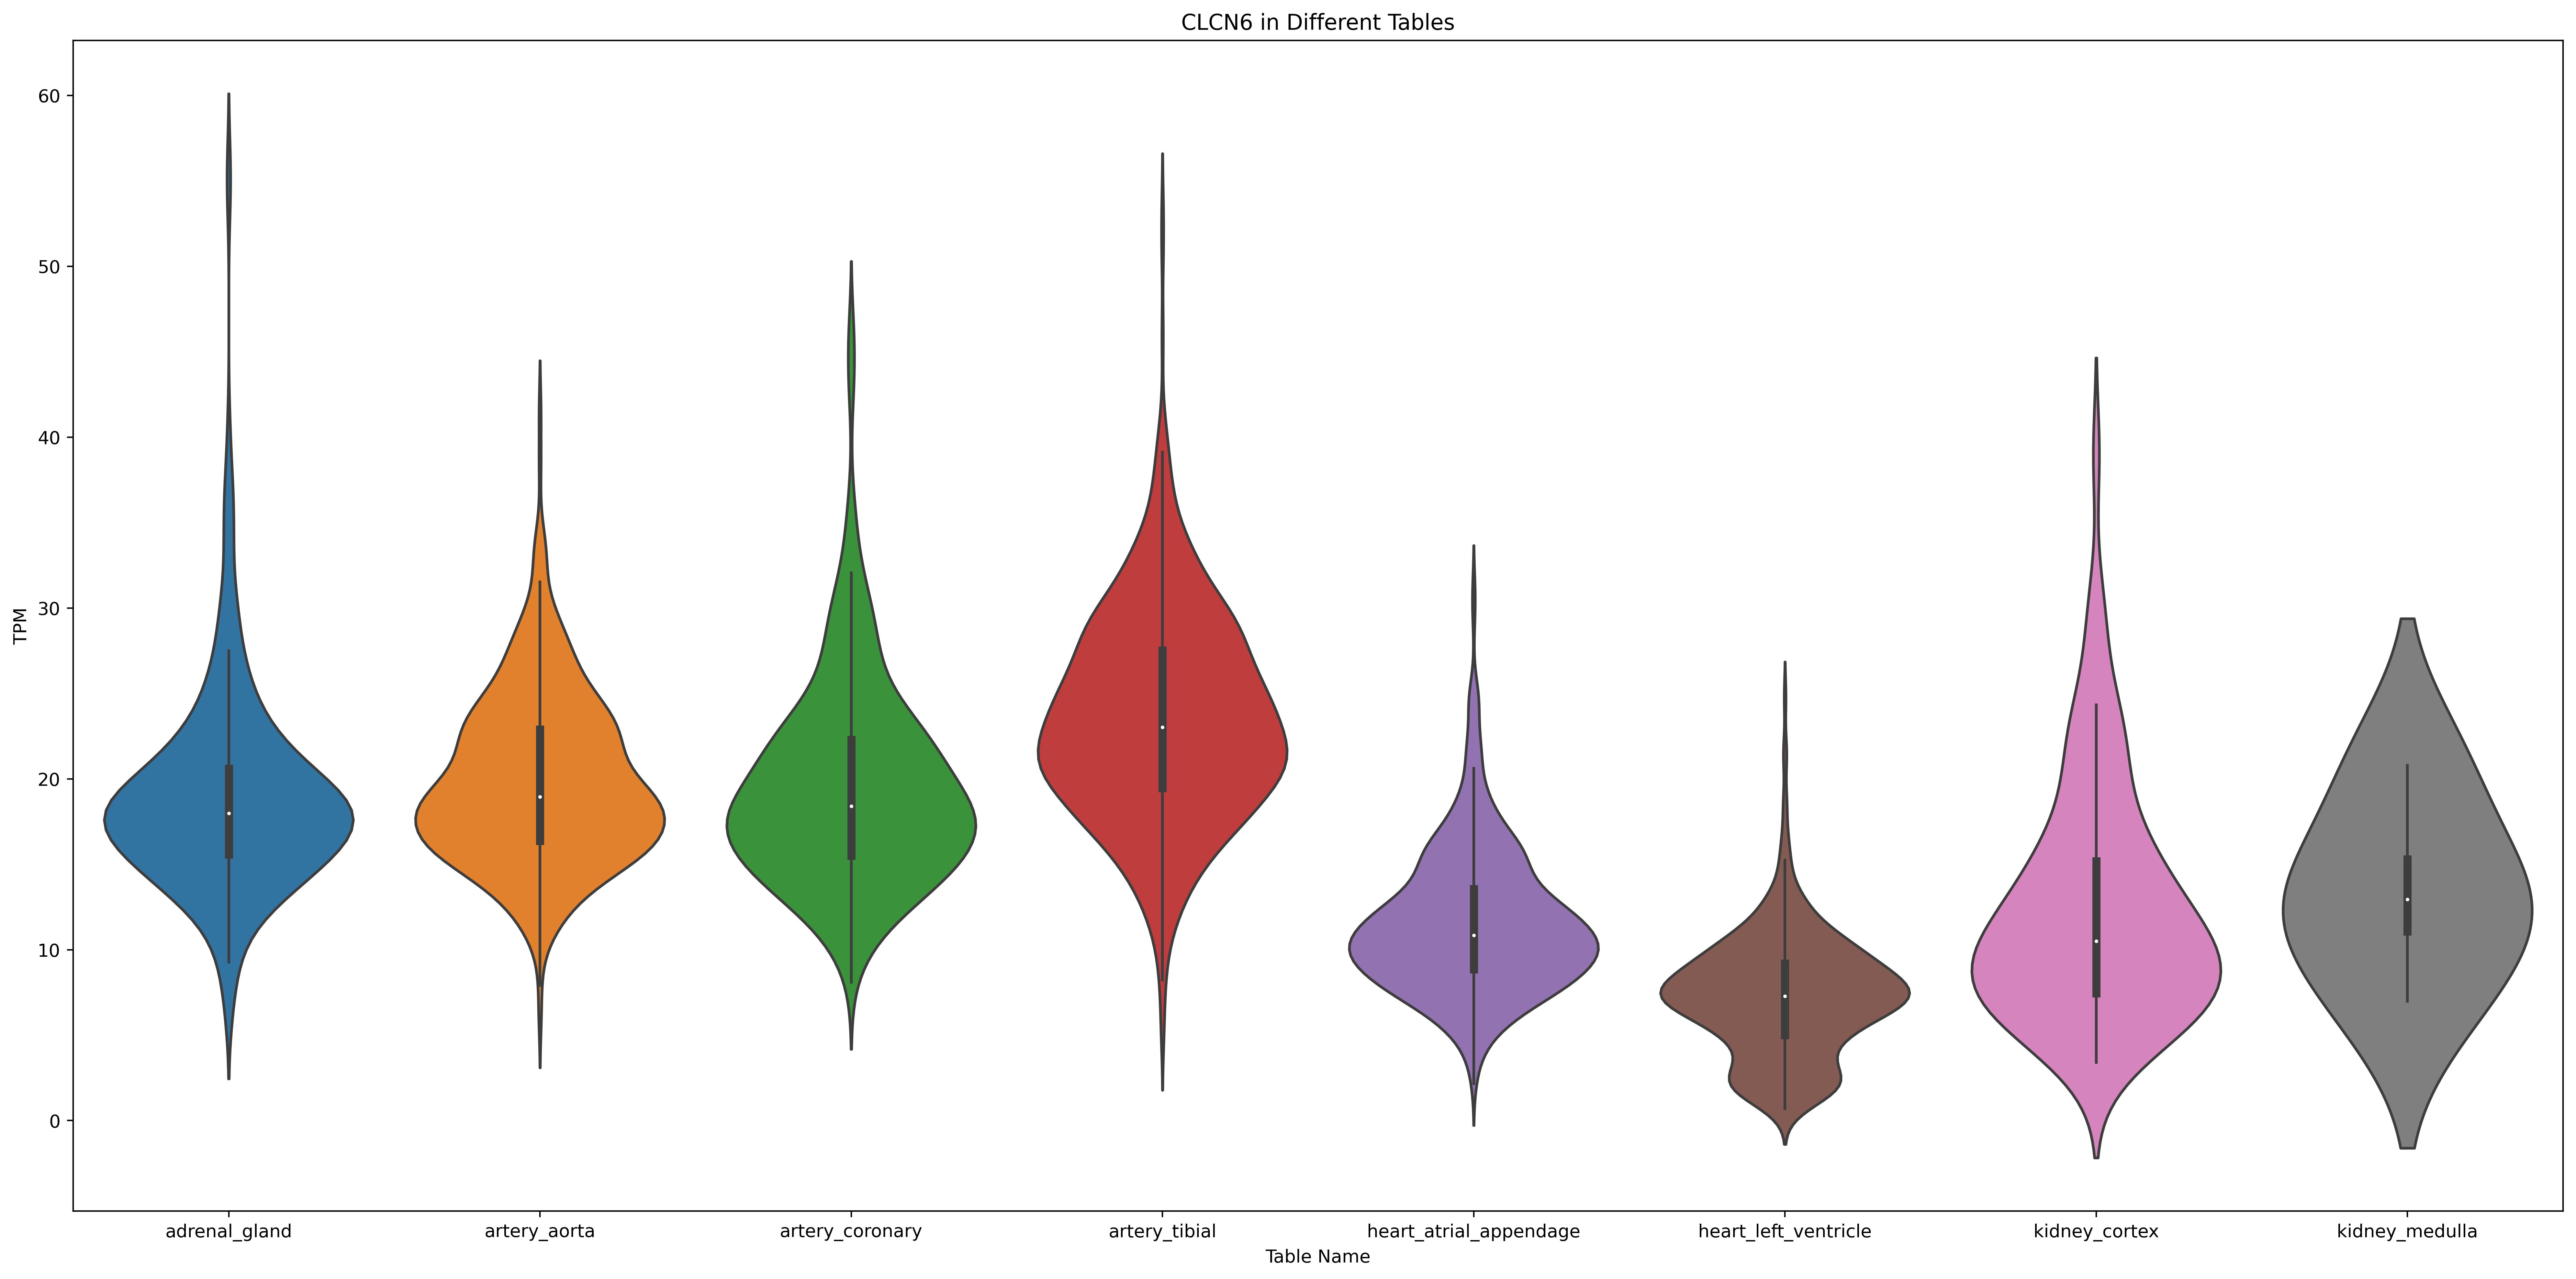 CLCN6 in Different Tables
TPM
60
50
40
30
20
10
0
adrenal_gland
artery_aorta
artery_coronary
artery_tibial
heart_atrial_appendage
heart_left_ventricle
kidney_cortex
kidney_medulla
Table Name